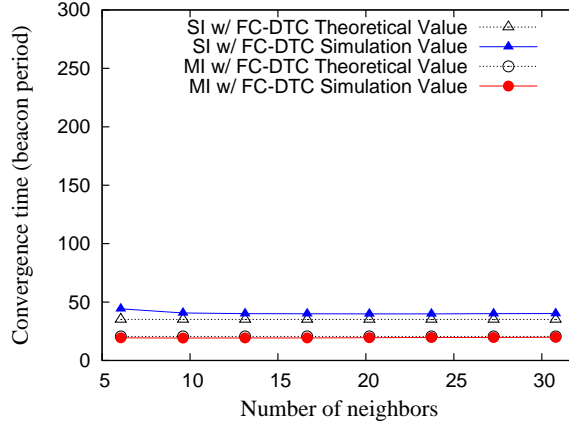 300
250
200
150
100
50
0
5
10
15
20
25
30
Convergence time (beacon period)
Number of neighbors
SI w/ FC-DTC Theoretical Value
SI w/ FC-DTC Simulation Value
MI w/ FC-DTC Theoretical Value
MI w/ FC-DTC Simulation Value